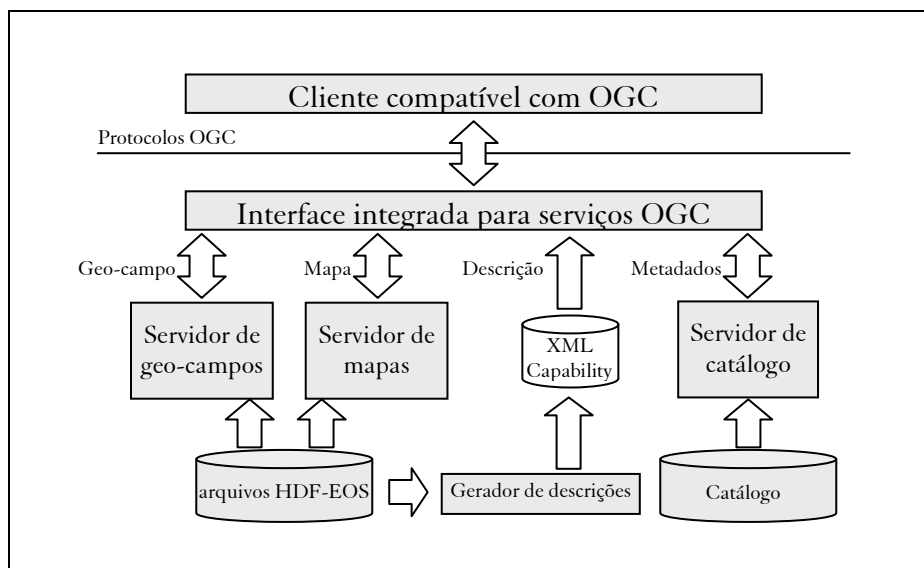 Cliente compatível com OGC
Protocolos OGC
Interface integrada para serviços OGC
Geo-campo
Mapa
Descrição
Metadados
Servidor de
geo-campos
Servidor de
mapas
XML
Capability
Servidor de
catálogo
arquivos HDF-EOS
Gerador de descrições
Catálogo